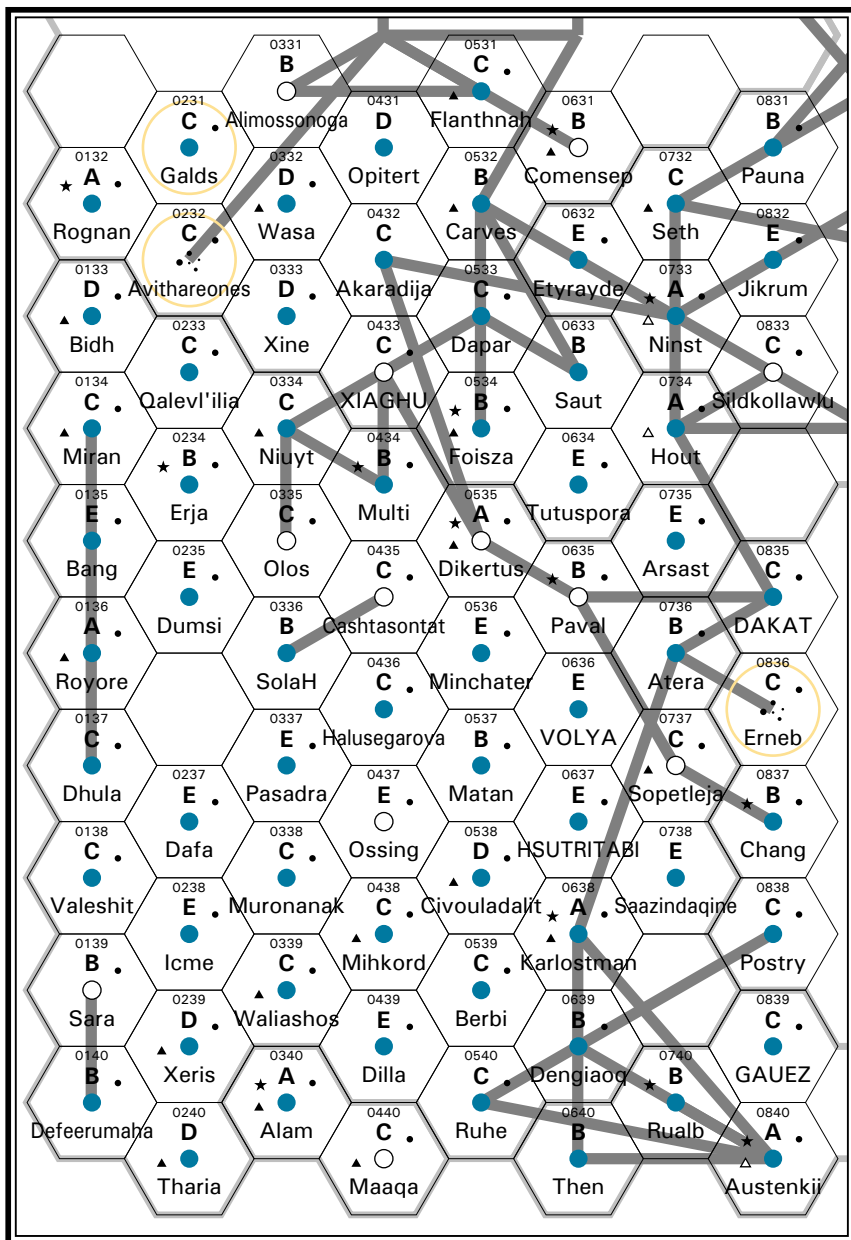 0331
B
Alimossonoga
0531
C
Flanthnah
0231
C
Galds
0431
D
Opitert
0631
B
Comensep
0831
B
Pauna
0132
A
Rognan
0332
D
Wasa
0532
B
Carves
0732
C
Seth
0232
C
Avithareones
0432
C
Akaradija
0632
E
Etyrayde
0832
E
Jikrum
0133
D
Bidh
0333
D
Xine
0533
C
Dapar
0733
A
Ninst
0233
C
Qalevl'ilia
0433
C
XIAGHU
0633
B
Saut
0833
C
Sildkollawlu
0134
C
Miran
0334
C
Niuyt
0534
B
Foisza
0734
A
Hout
0234
B
Erja
0434
B
Multi
0634
E
Tutuspora
0135
E
Bang
0335
C
Olos
0535
A
Dikertus
0735
E
Arsast
0235
E
Dumsi
0435
C
Cashtasontat
0635
B
Paval
0835
C
DAKAT
0136
A
Royore
0336
B
SolaH
0536
E
Minchater
0736
B
Atera
0436
C
Halusegarova
0636
E
VOLYA
0836
C
Erneb
0137
C
Dhula
0337
E
Pasadra
0537
B
Matan
0737
C
Sopetleja
0237
E
Dafa
0437
E
Ossing
0637
E
HSUTRITABI
0837
B
Chang
0138
C
Valeshit
0338
C
Muronanak
0538
D
Civouladalit
0738
E
Saazindaqine
0238
E
Icme
0438
C
Mihkord
0638
A
Karlostman
0838
C
Postry
0139
B
Sara
0339
C
Waliashos
0539
C
Berbi
0239
D
Xeris
0439
E
Dilla
0639
B
Dengiaoq
0839
C
GAUEZ
0140
B
Defeerumaha
0340
A
Alam
0540
C
Ruhe
0740
B
Rualb
0240
D
Tharia
0440
C
Maaqa
0640
B
Then
0840
A
Austenkii